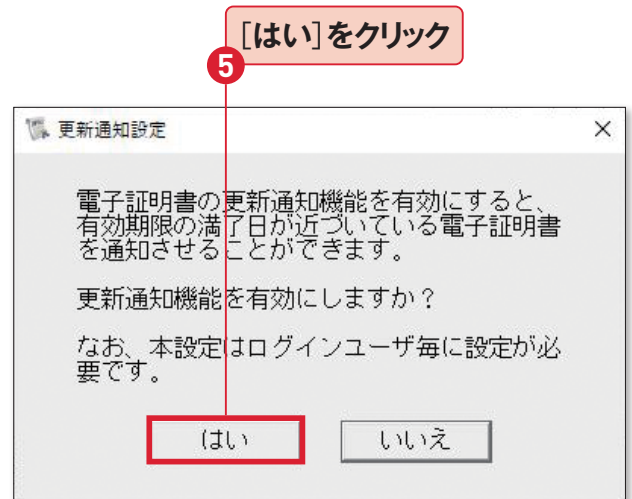 [はい]をクリック
5
更新通知設定
電子証明書の更新通知機能を有効にすると、
有効期限の満了日が近づいている電子証明書
を通知させることができます。
更新通知機能を有効にしますか？
なお、本設定はログインユーザ毎に設定が必
要です。
はい
いいえ